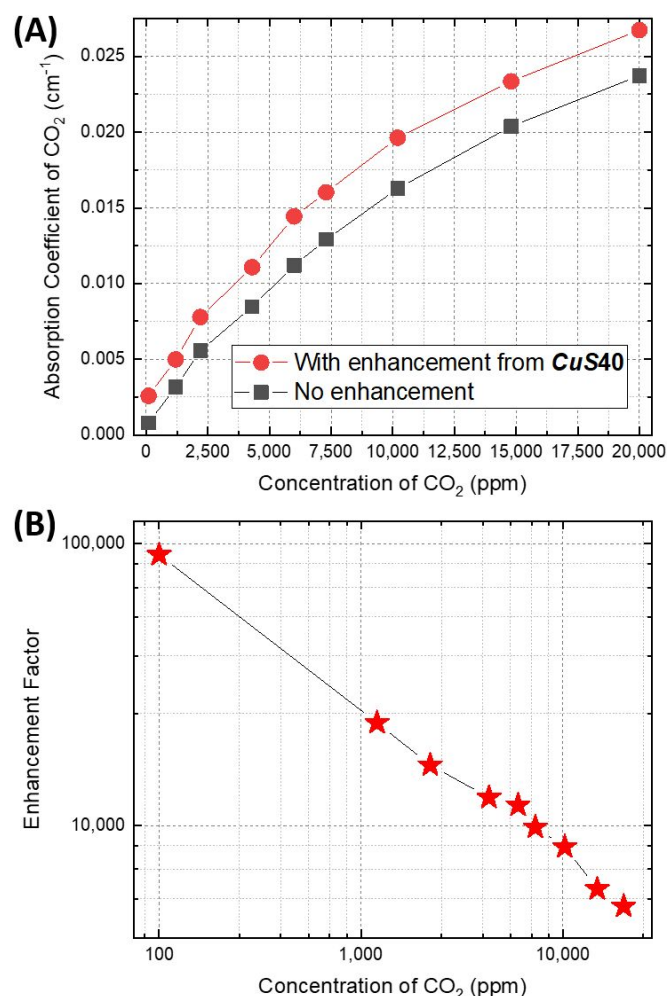 (A)
Absorption Coefficient of CO₂ (cm⁻¹)
0.025
0.020
0.015
0.010
0.005
0.000
With enhancement from CuS40
No enhancement
0 2,500 5,000 7,500 10,000 12,500 15,000 17,500 20,000
Concentration of CO₂ (ppm)
(B)
Enhancement Factor
100,000
10,000
100 1,000 10,000
Concentration of CO₂ (ppm)